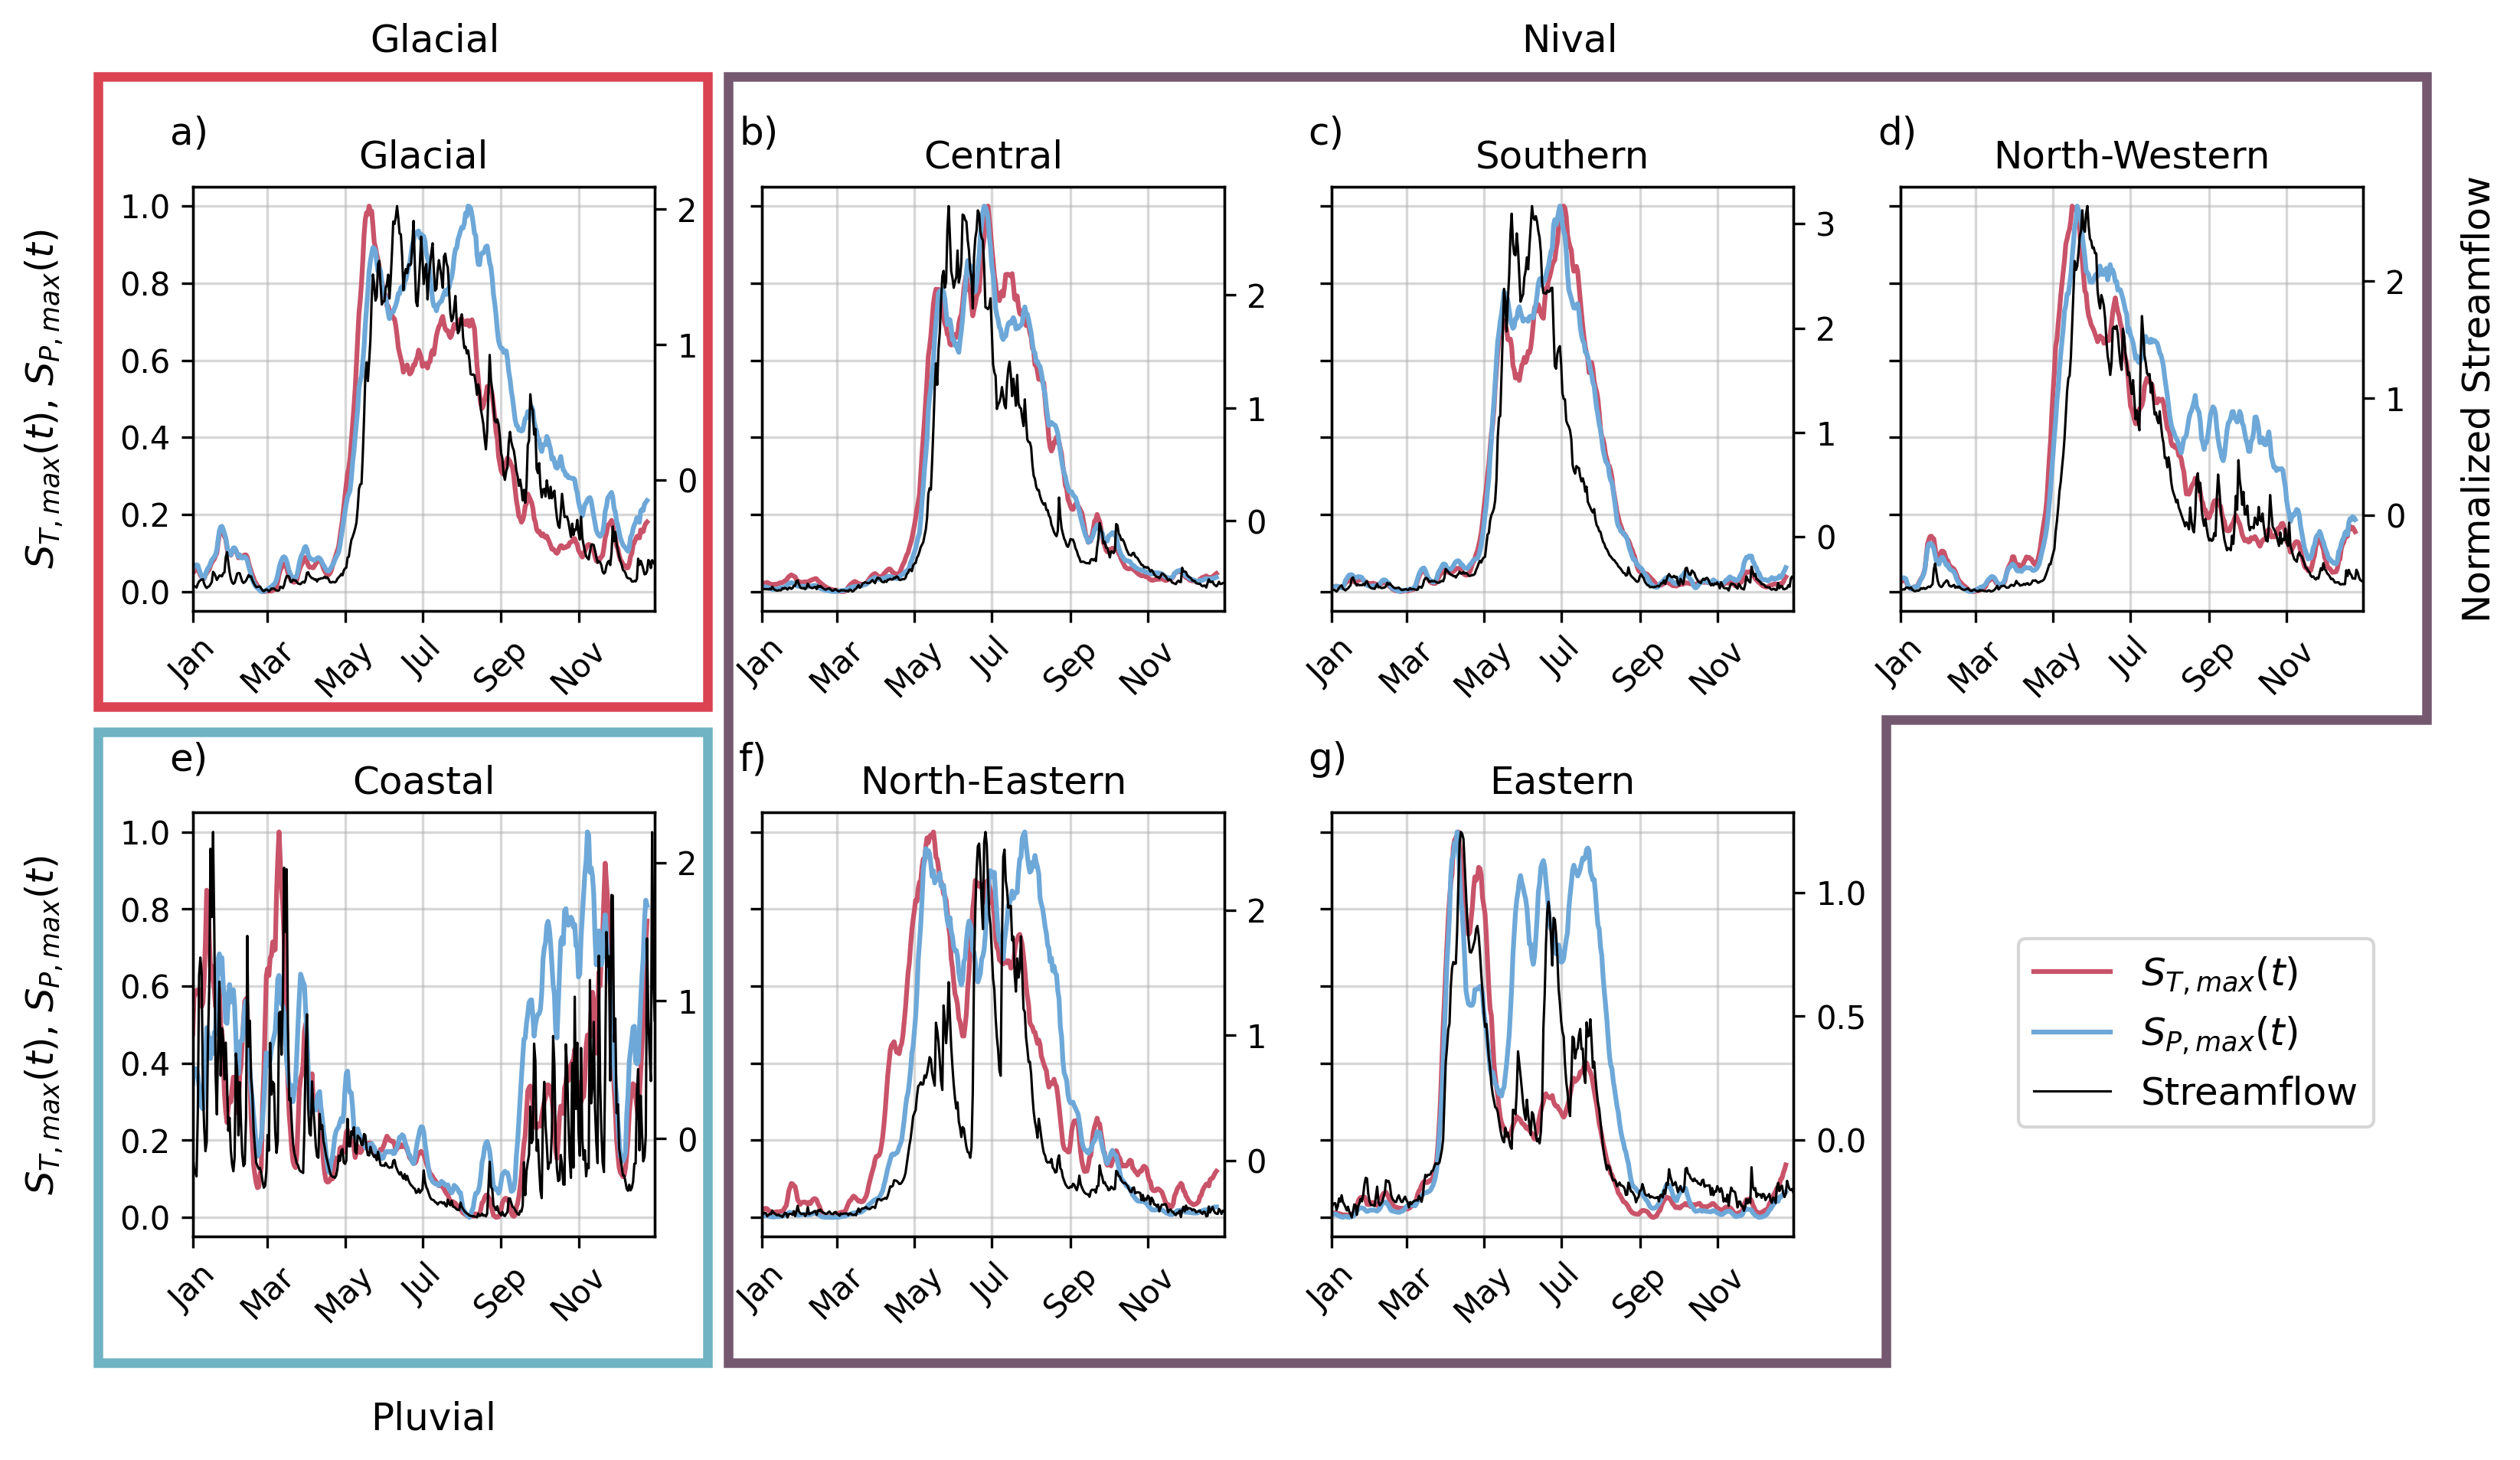 Glacial
Nival
a)
Glacial
b)
Central
c)
Southern
d)
North-Western
S_{T,max}(t), S_{P,max}(t)
1.0
0.8
0.6
0.4
0.2
0.0
2
1
0
2
1
0
3
2
1
0
2
1
0
Normalized Streamflow
Jan Mar May Jul Sep Nov
Jan Mar May Jul Sep Nov
Jan Mar May Jul Sep Nov
Jan Mar May Jul Sep Nov
e)
Coastal
f)
North-Eastern
g)
Eastern
S_{T,max}(t), S_{P,max}(t)
1.0
0.8
0.6
0.4
0.2
0.0
2
1
0
2
1
0
1.0
0.5
0.0
Jan Mar May Jul Sep Nov
Jan Mar May Jul Sep Nov
Jan Mar May Jul Sep Nov
S_{T,max}(t)
S_{P,max}(t)
Streamflow
Pluvial